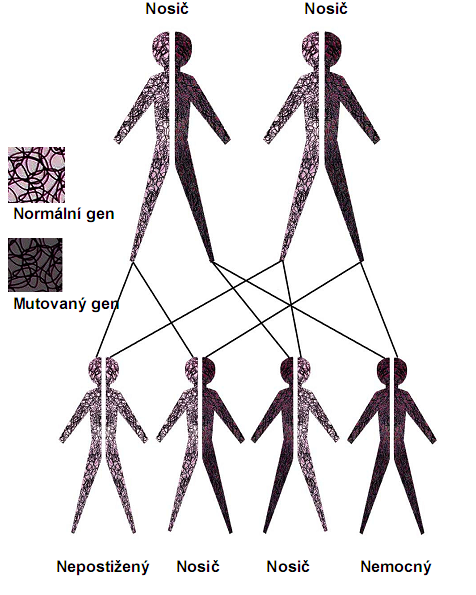 Nosič
Nosič
Normální gen
Mutovaný gen
Nepostižený
Nosič
Nosič
Nemocný